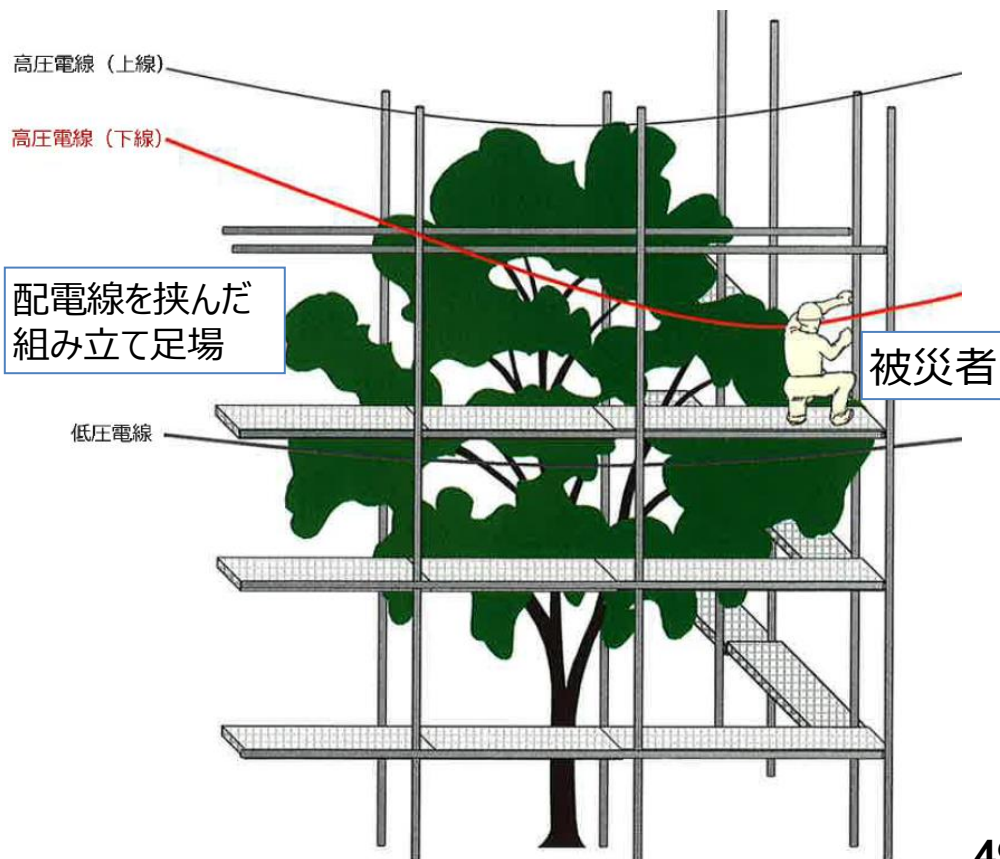 高圧電線（上線）
高圧電線（下線）
配電線を挟んだ
組み立て足場
被災者
低圧電線